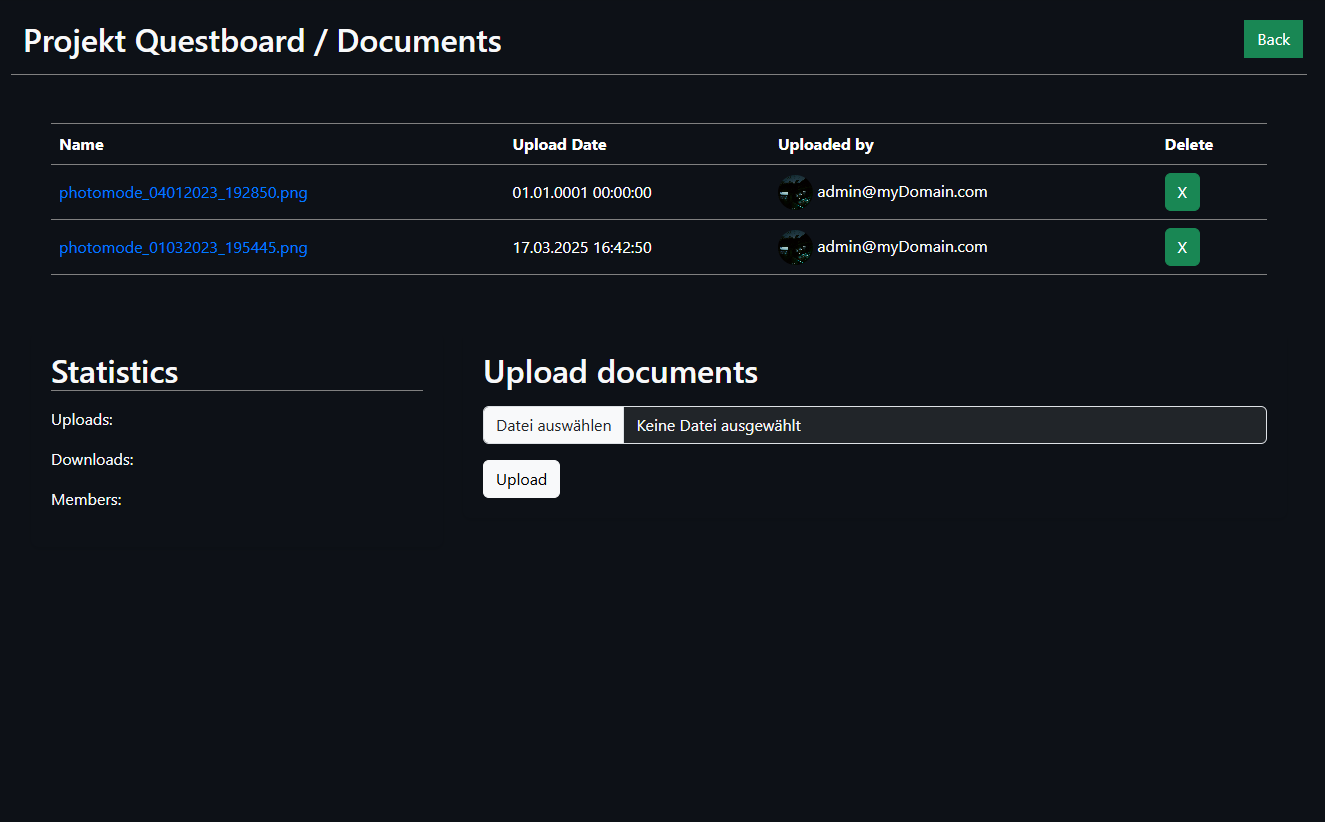 Projekt Questboard / Documents Back
Name Upload Date Uploaded by Delete
photomode_04012023_192850.png 01.01.0001 00:00:00 admin@myDomain.com X
photomode_01032023_195445.png 17.03.2025 16:42:50 admin@myDomain.com X
Statistics
Uploads:
Downloads:
Members:
Upload documents
Datei auswählen Keine Datei ausgewählt
Upload